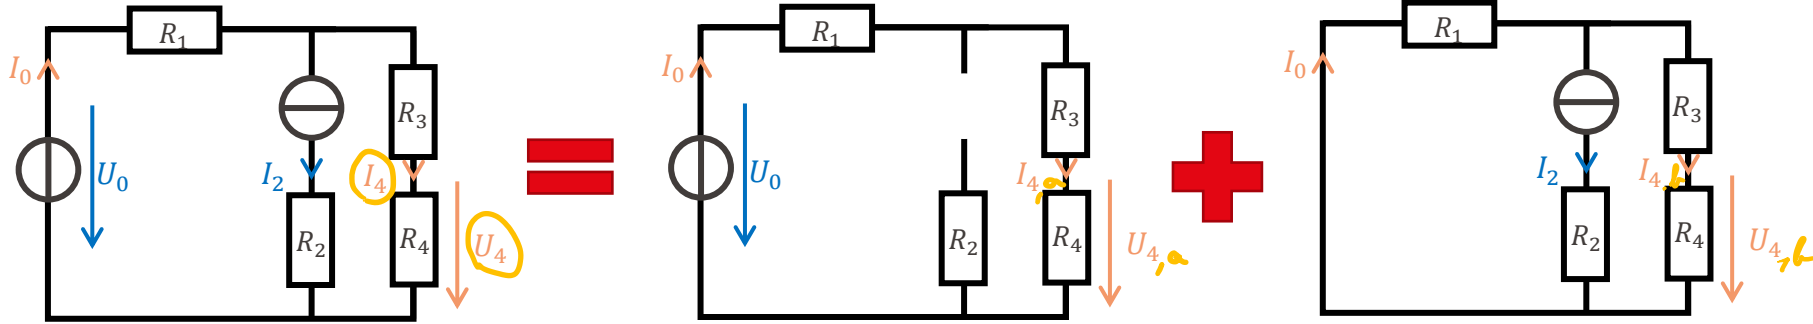 R₁
I₀
U₀
I₂
R₂
R₃
I₄
R₄
U₄
=
R₁
I₀
U₀
R₂
R₃
I₄,a
R₄
U₄,a
+
R₁
I₀
I₂
R₂
R₃
I₄,b
R₄
U₄,b